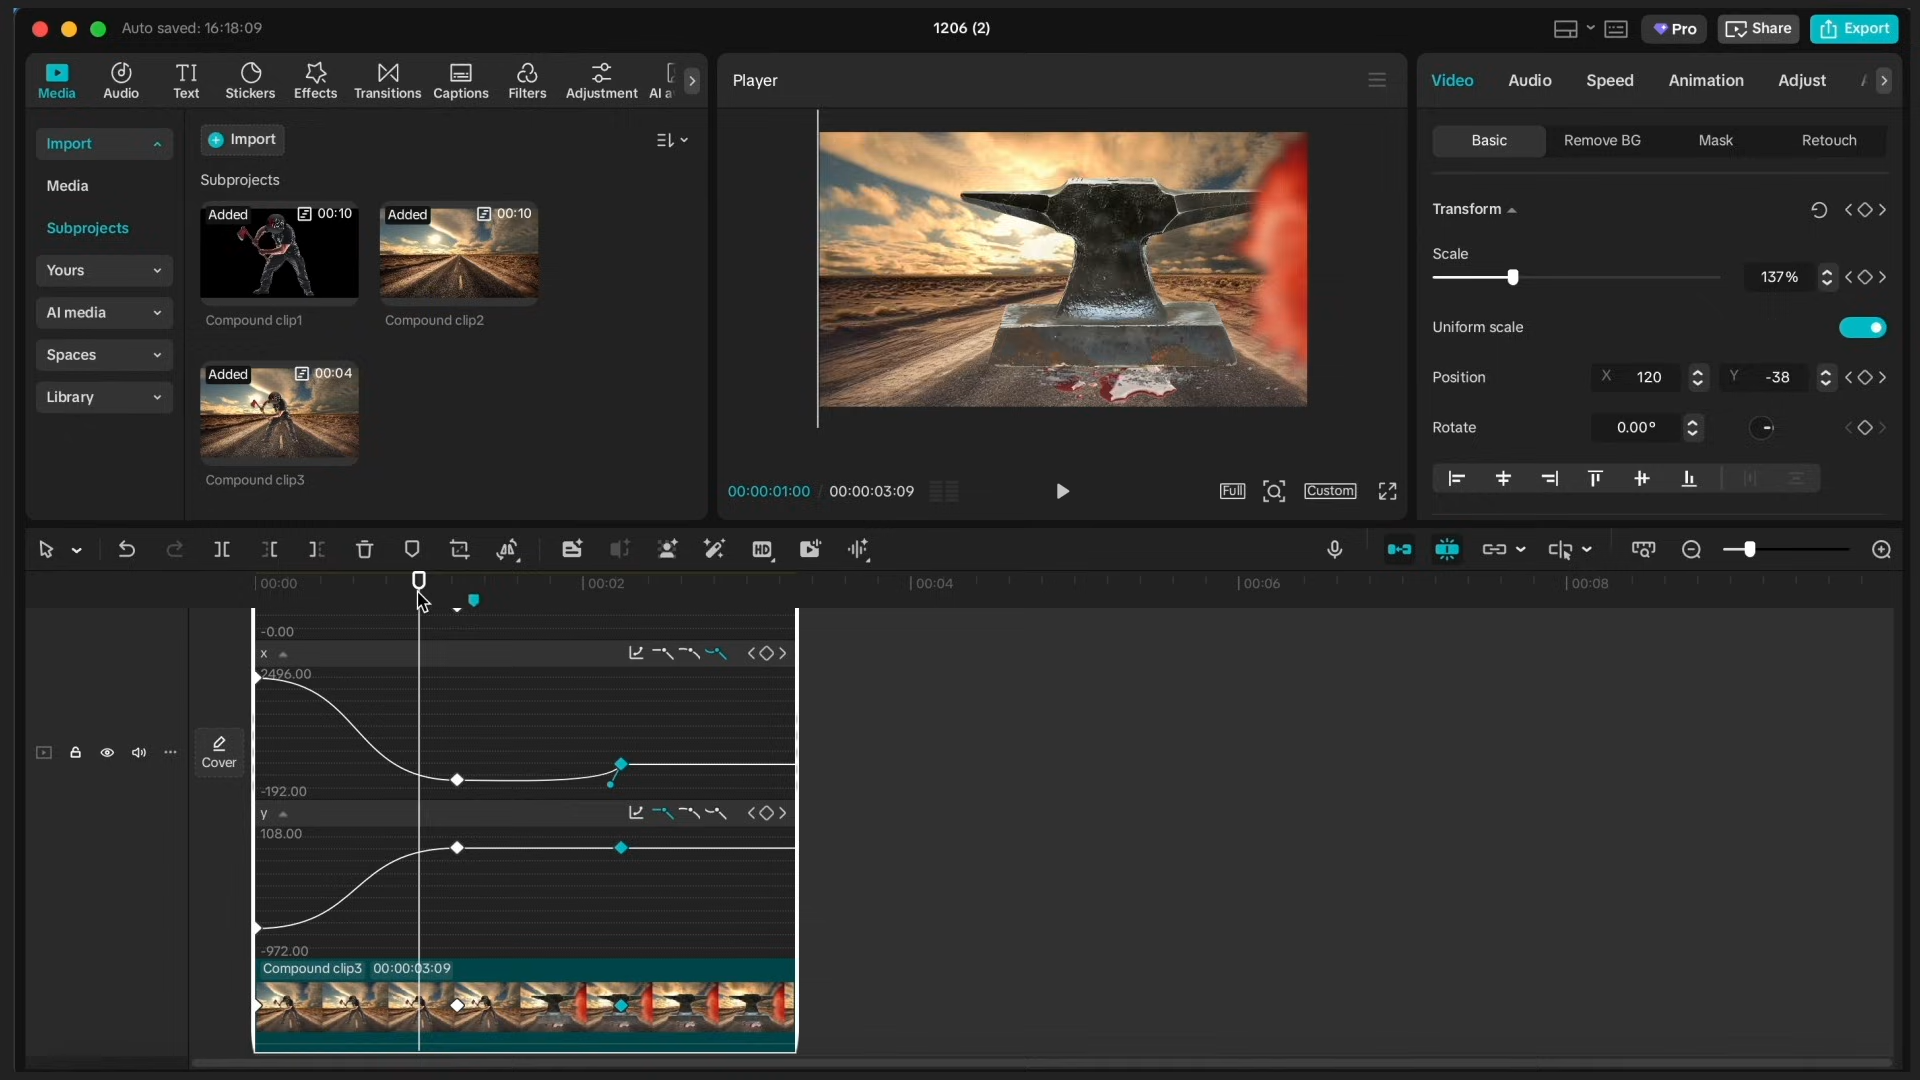 Auto saved: 16:18:09
1206 (2)
Pro
Share
Export
Media
Audio
Text
Stickers
Effects
Transitions
Captions
Filters
Adjustment
AI a
Import
Media
Subprojects
Yours
AI media
Spaces
Library
Import
Subprojects
Added
00:10
Compound clip1
Added
00:10
Compound clip2
Added
00:04
Compound clip3
Player
00:00:01:00 / 00:00:03:09
Full
Custom
Video
Audio
Speed
Animation
Adjust
Basic
Remove BG
Mask
Retouch
Transform
Scale
137%
Uniform scale
Position
X 120
Y -38
Rotate
0.00°
HD
00:00
00:02
00:04
00:06
00:08
-0.00
x
2496.00
-192.00
y
108.00
-972.00
Cover
Compound clip3 00:00:03:09